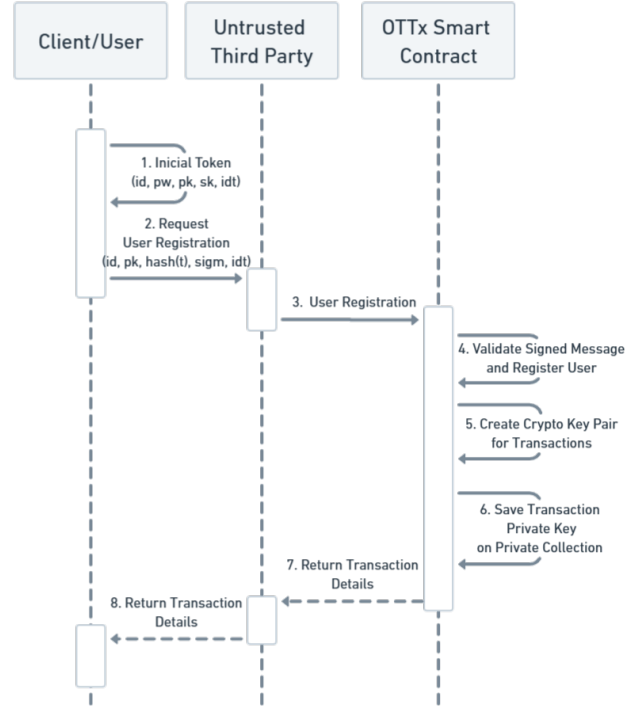 Client/User
Untrusted
Third Party
OTTx Smart
Contract
1. Inicial Token
(id, pw, pk, sk, idt)
2. Request
User Registration
(id, pk, hash(t), sigm, idt)
3. User Registration
4. Validate Signed Message
and Register User
5. Create Crypto Key Pair
for Transactions
6. Save Transaction
Private Key
on Private Collection
7. Return Transaction
Details
8. Return Transaction
Details